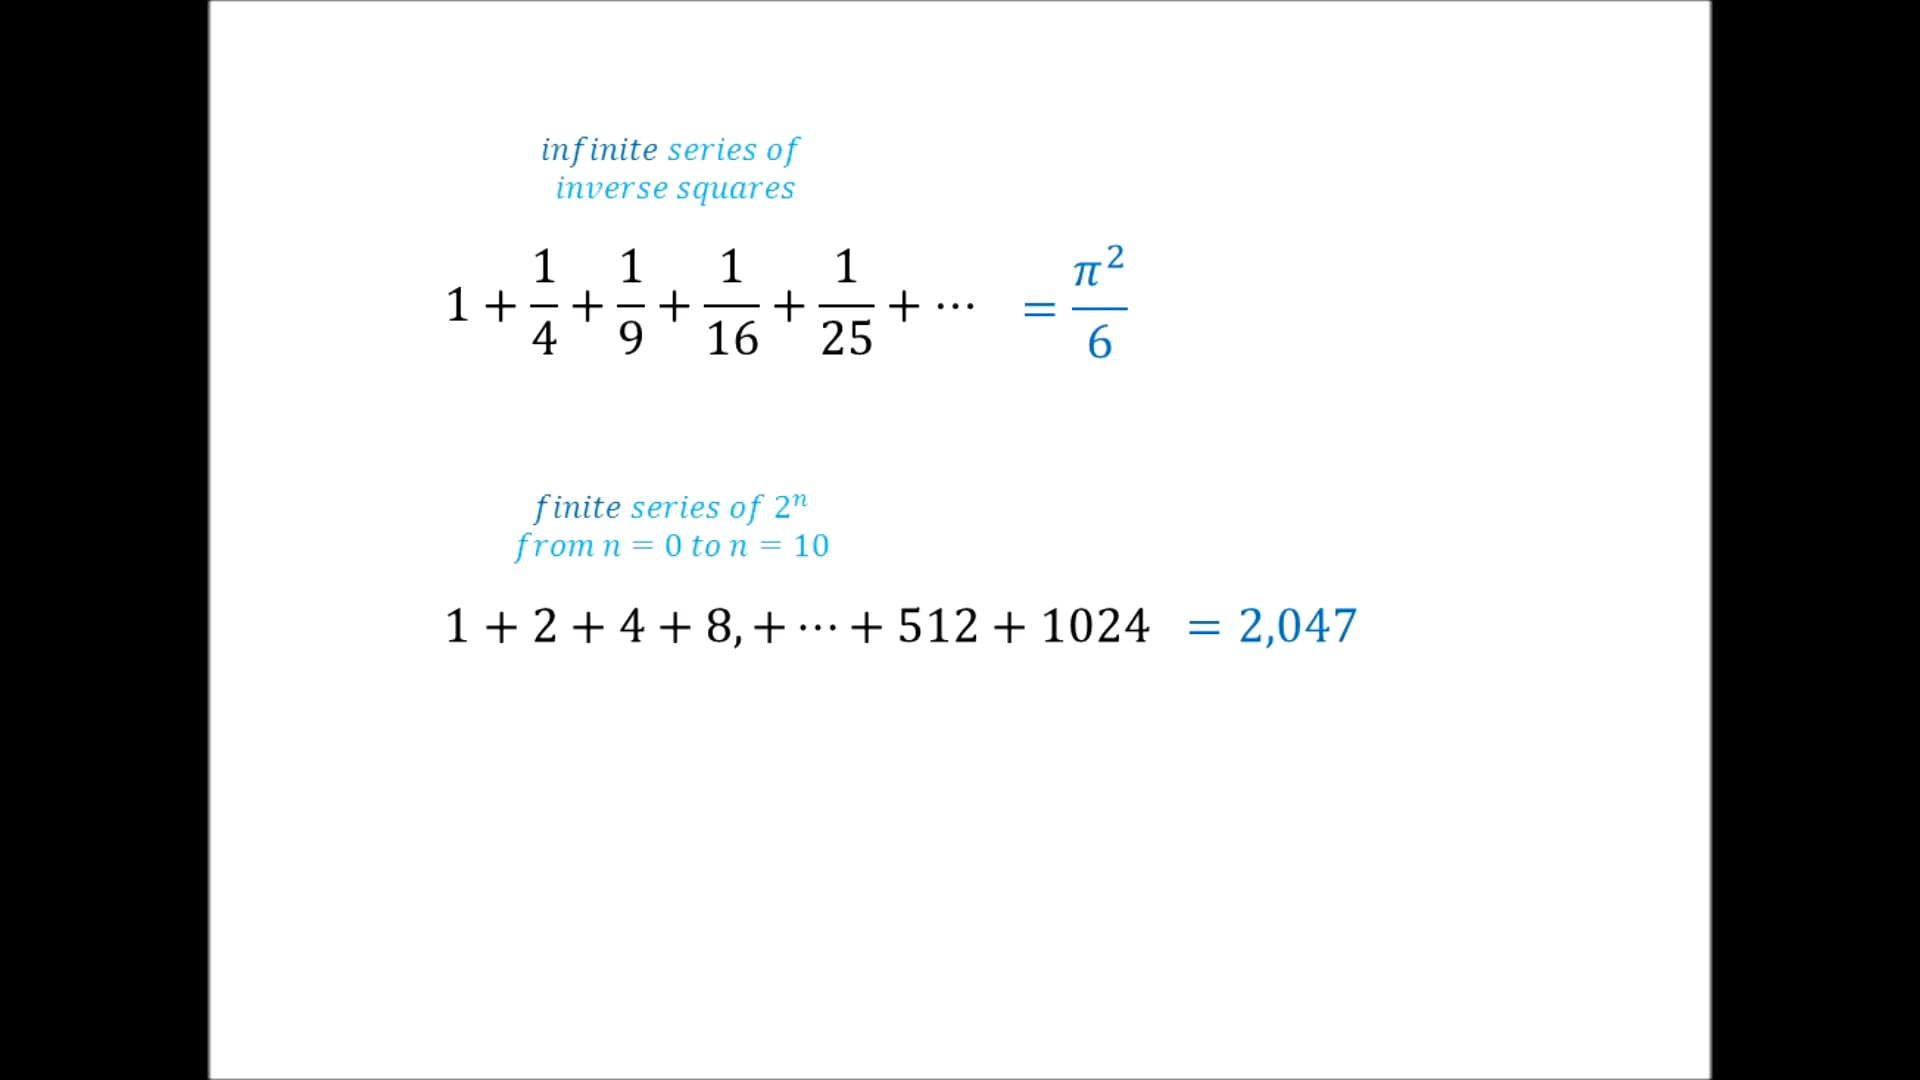 infinite series of
inverse squares
1 + 1/4 + 1/9 + 1/16 + 1/25 + ⋯ = π²/6
finite series of 2ⁿ
from n = 0 to n = 10
1 + 2 + 4 + 8, + ⋯ + 512 + 1024 = 2,047